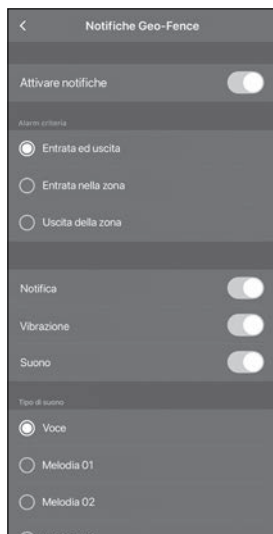 Notifiche Geo-Fence
Attivare notifiche
Alarm criteria
Entrata ed uscita
Entrata nella zona
Uscita della zona
Notifica
Vibrazione
Suono
Tipo di suono
Voce
Melodia 01
Melodia 02